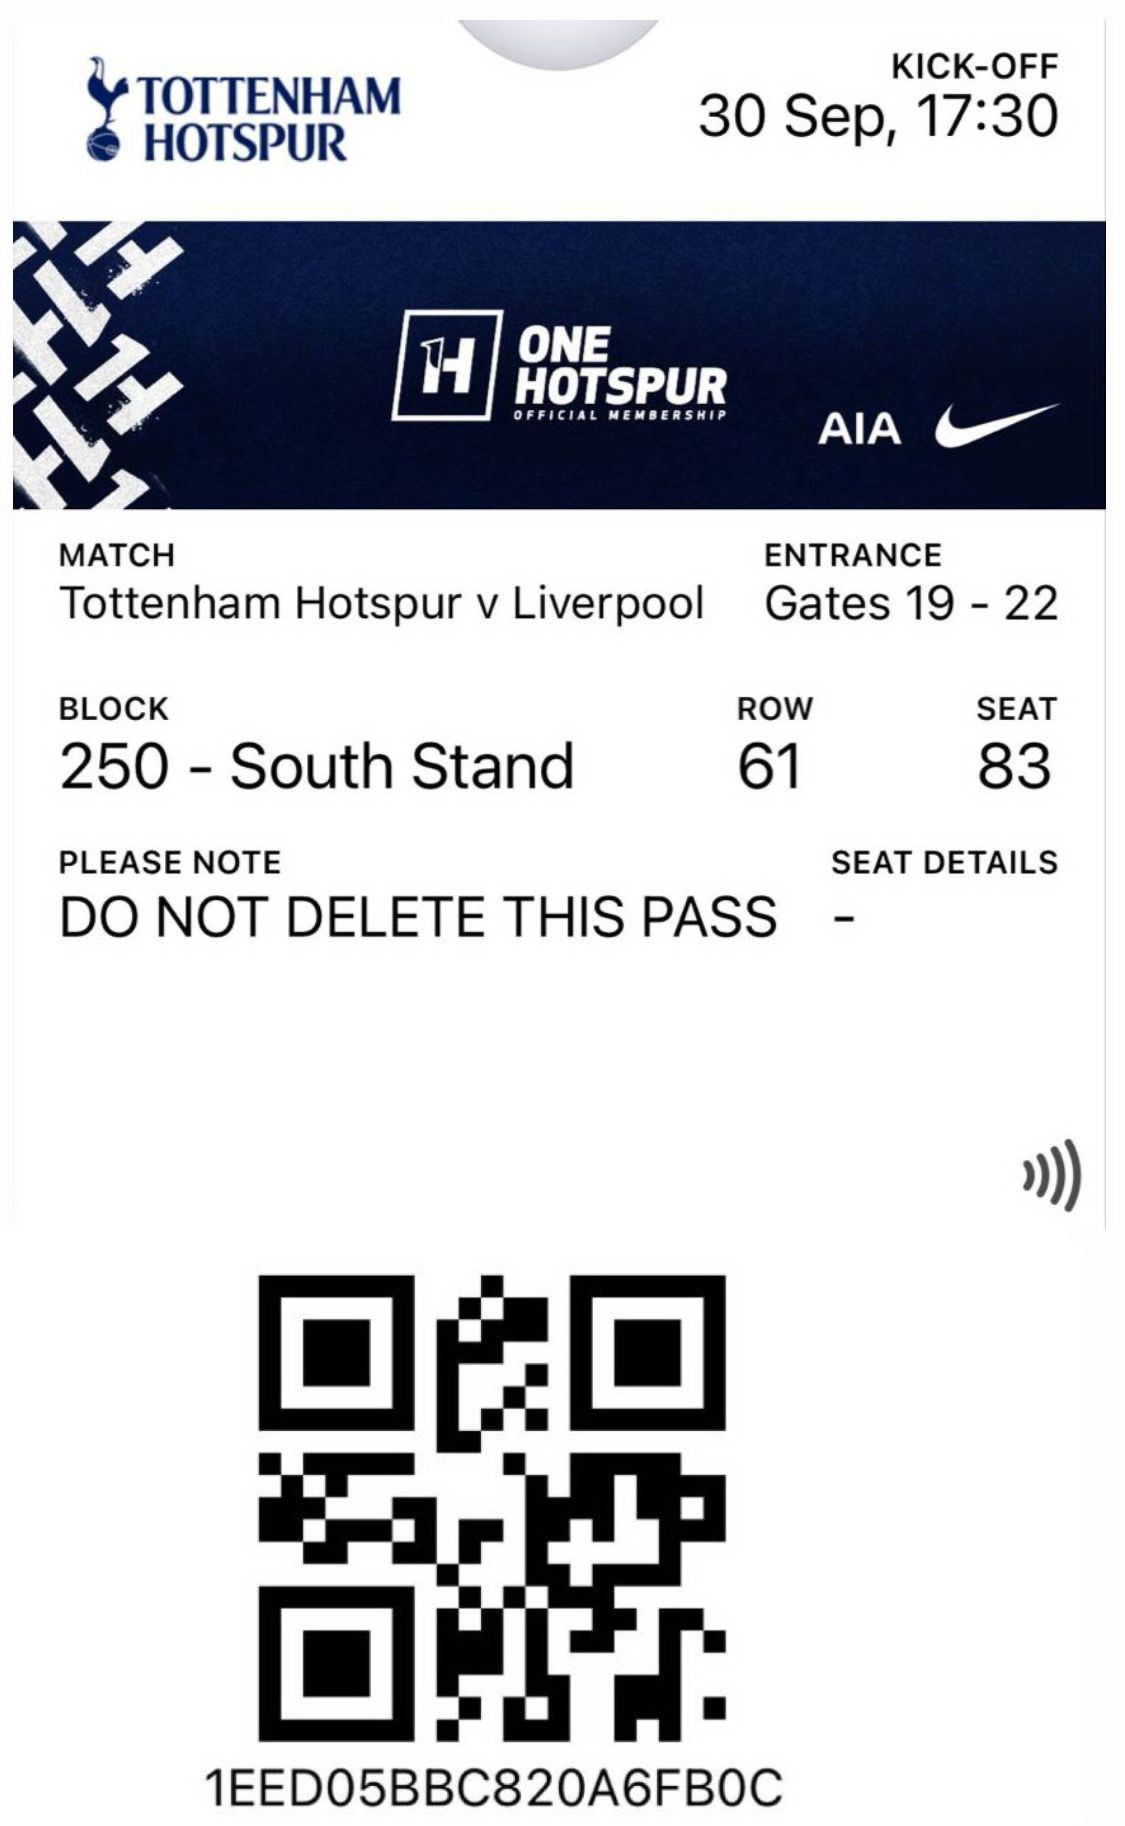 TOTTENHAM
HOTSPUR
KICK-OFF
30 Sep, 17:30
1H
ONE
HOTSPUR
OFFICIAL MEMBERSHIP
AIA
MATCH
Tottenham Hotspur v Liverpool
ENTRANCE
Gates 19 - 22
BLOCK
250 - South Stand
ROW
61
SEAT
83
PLEASE NOTE
DO NOT DELETE THIS PASS
SEAT DETAILS
-
1EED05BBC820A6FB0C